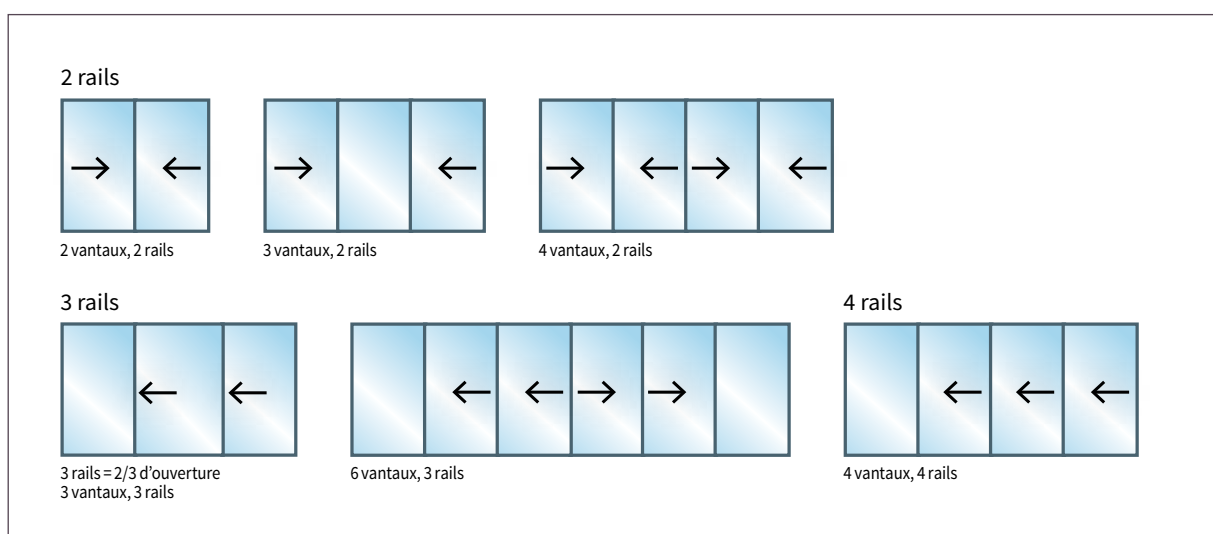 2 rails
2 vantaux, 2 rails
3 vantaux, 2 rails
4 vantaux, 2 rails
3 rails
3 rails = 2/3 d’ouverture
3 vantaux, 3 rails
6 vantaux, 3 rails
4 rails
4 vantaux, 4 rails